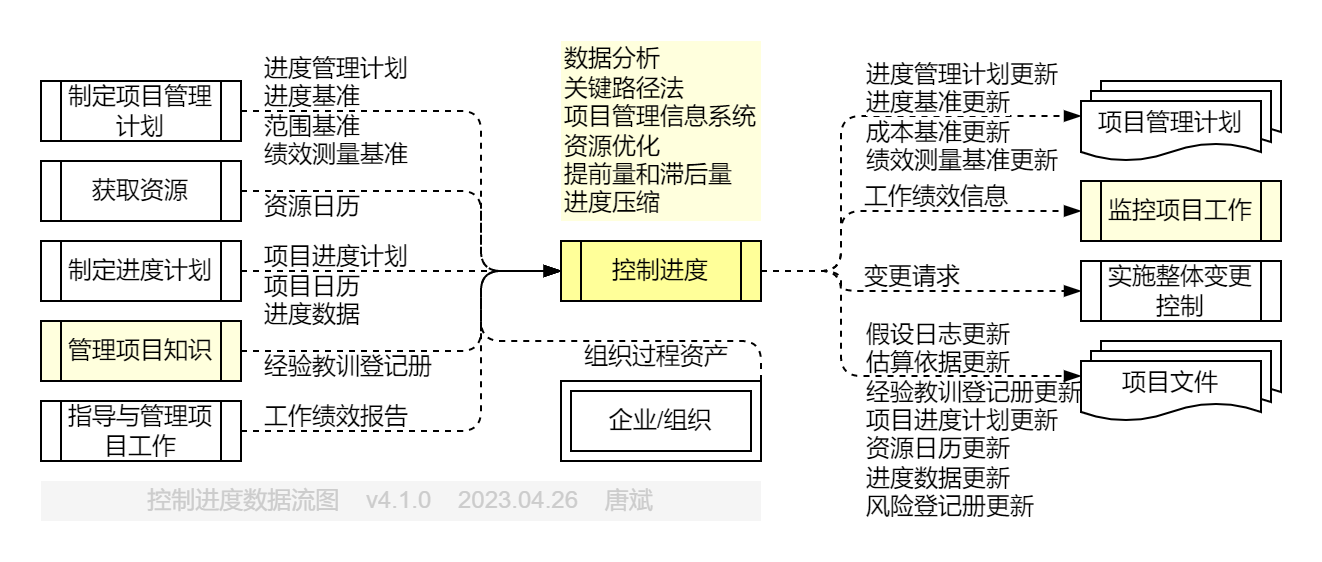 制定项目管理
计划
进度管理计划
进度基准
范围基准
绩效测量基准
获取资源
资源日历
制定进度计划
项目进度计划
项目日历
进度数据
管理项目知识
经验教训登记册
指导与管理项
目工作
工作绩效报告
数据分析
关键路径法
项目管理信息系统
资源优化
提前量和滞后量
进度压缩
控制进度
组织过程资产
企业/组织
进度管理计划更新
进度基准更新
成本基准更新
绩效测量基准更新
项目管理计划
工作绩效信息
监控项目工作
变更请求
实施整体变更
控制
假设日志更新
估算依据更新
经验教训登记册更新
项目进度计划更新
资源日历更新
进度数据更新
风险登记册更新
项目文件
控制进度数据流图 v4.1.0 2023.04.26 唐斌